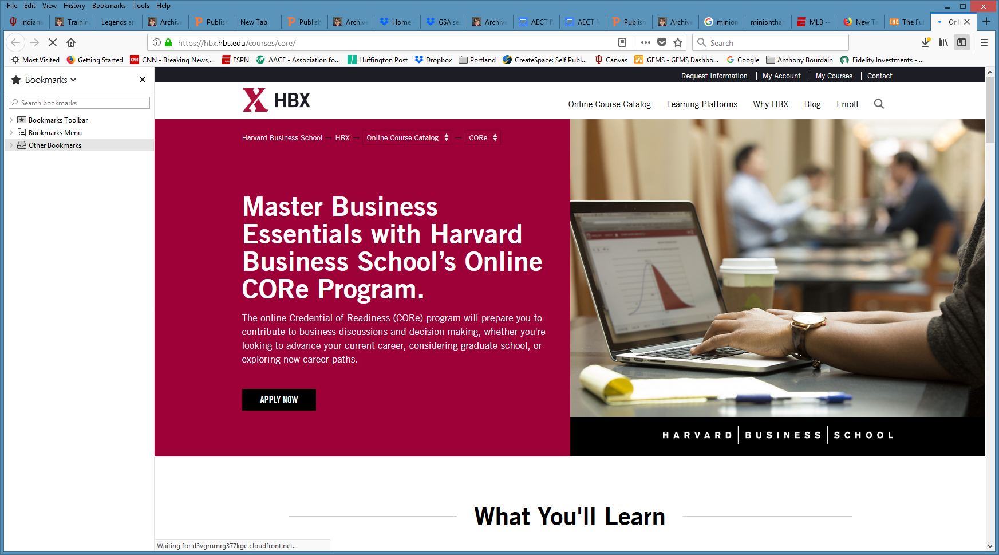 File Edit View History Bookmarks Tools Help
Indiana Training Legends an Archive Publish New Tab Publish Archive Home - GSA se Archive AECT R AECT R Publish Archive minion minionthan MLB -- New Ta The Fut Onl
https://hbx.hbs.edu/courses/core/ Search
Most Visited Getting Started CNN - Breaking News,... ESPN AACE - Association fo... Huffington Post Dropbox Portland CreateSpace: Self Publ... Canvas GEMS - GEMS Dashbo... Google Anthony Bourdain Fidelity Investments - ...
Bookmarks
Search bookmarks
Bookmarks Toolbar
Bookmarks Menu
Other Bookmarks
Request Information My Account My Courses Contact
HBX
Online Course Catalog Learning Platforms Why HBX Blog Enroll
Harvard Business School → HBX → Online Course Catalog → CORe
Master Business
Essentials with Harvard
Business School’s Online
CORe Program.
The online Credential of Readiness (CORe) program will prepare you to
contribute to business discussions and decision making, whether you're
looking to advance your current career, considering graduate school, or
exploring new career paths.
APPLY NOW
HARVARD | BUSINESS | SCHOOL
What You'll Learn
Waiting for d3vgmmrg377kge.cloudfront.net...